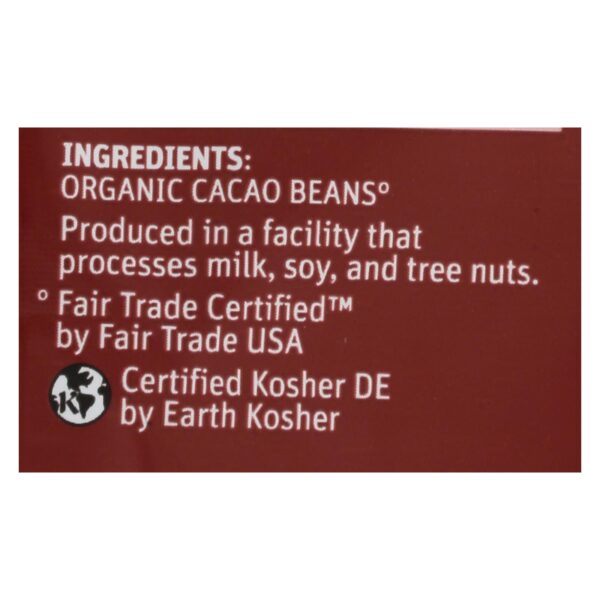 INGREDIENTS:
ORGANIC CACAO BEANS°
Produced in a facility that
processes milk, soy, and tree nuts.
° Fair Trade Certified™
by Fair Trade USA
K
Certified Kosher DE
by Earth Kosher